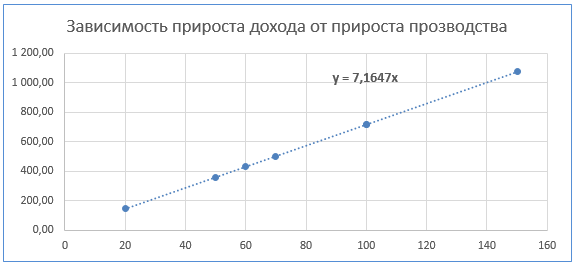 Зависимость прироста дохода от прироста прозводства
1 200,00
1 000,00
800,00
600,00
400,00
200,00
0,00
y = 7,1647x
0 20 40 60 80 100 120 140 160